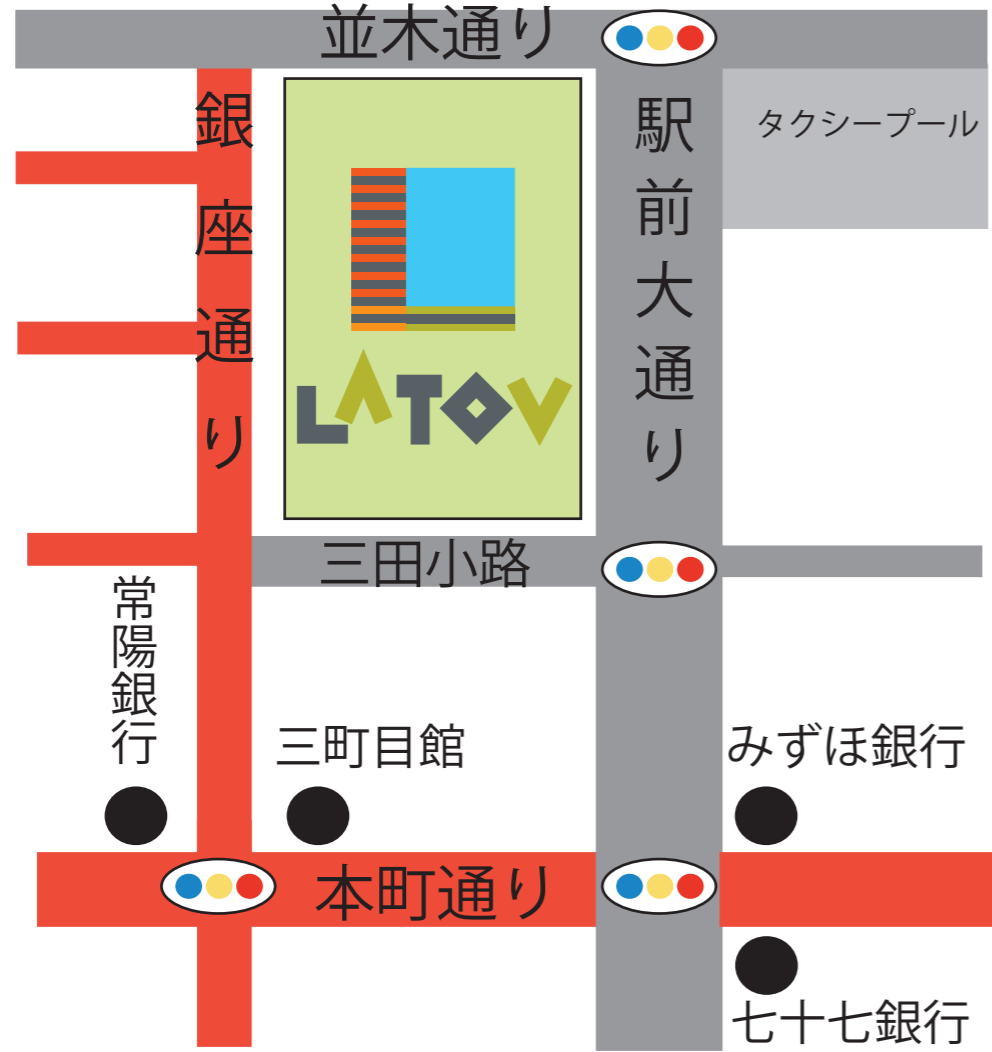 並木通り
銀座通り
駅前大通り
タクシープール
LATOV
三田小路
常陽銀行
三町目館
みずほ銀行
本町通り
七十七銀行